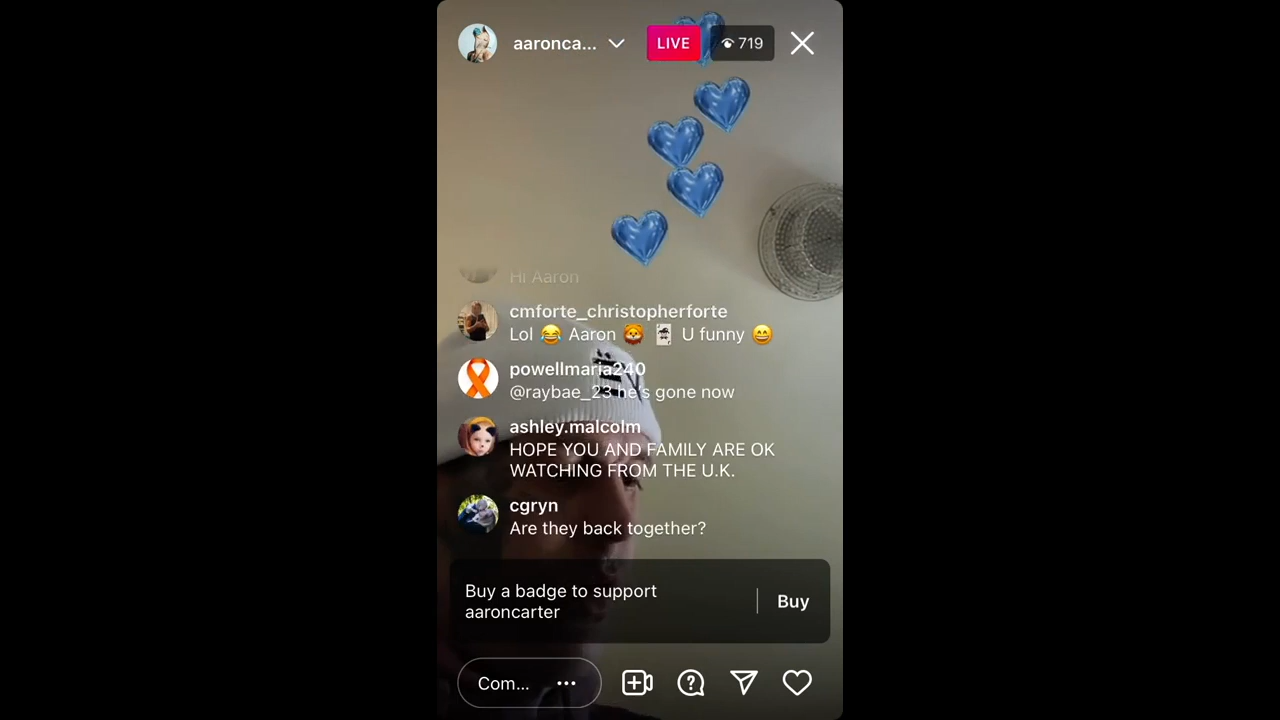 aaronca...
LIVE
719
Hi Aaron
cmforte_christopherforte
Lol 😂 Aaron 🦁 🃏 U funny 😄
powellmaria240
@raybae_23 he's gone now
ashley.malcolm
HOPE YOU AND FAMILY ARE OK
WATCHING FROM THE U.K.
cgryn
Are they back together?
Buy a badge to support
aaroncarter
Buy
Com...